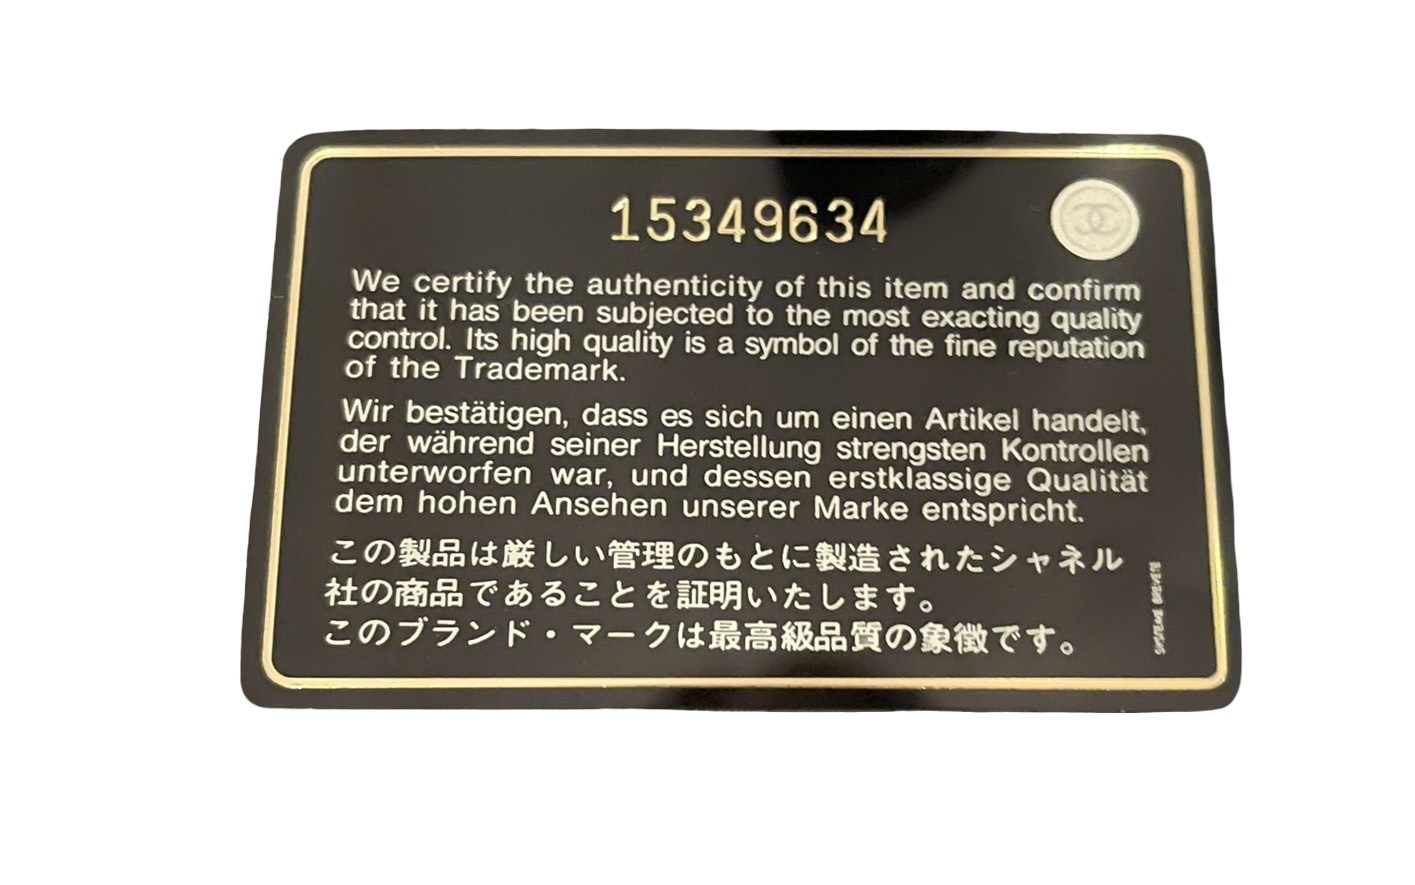 15349634
We certify the authenticity of this item and confirm
that it has been subjected to the most exacting quality
control. Its high quality is a symbol of the fine reputation
of the Trademark.
Wir bestätigen, dass es sich um einen Artikel handelt,
der während seiner Herstellung strengsten Kontrollen
unterworfen war, und dessen erstklassige Qualität
dem hohen Ansehen unserer Marke entspricht.
この製品は厳しい管理のもとに製造されたシャネル
社の商品であることを証明いたします。
このブランド・マークは最高級品質の象徴です。